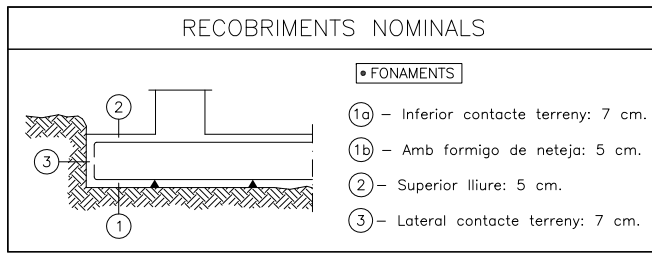 RECOBRIMENTS NOMINALS
• FONAMENTS
1a - Inferior contacte terreny: 7 cm.
1b - Amb formigo de neteja: 5 cm.
2 - Superior lliure: 5 cm.
3 - Lateral contacte terreny: 7 cm.
2
3
1